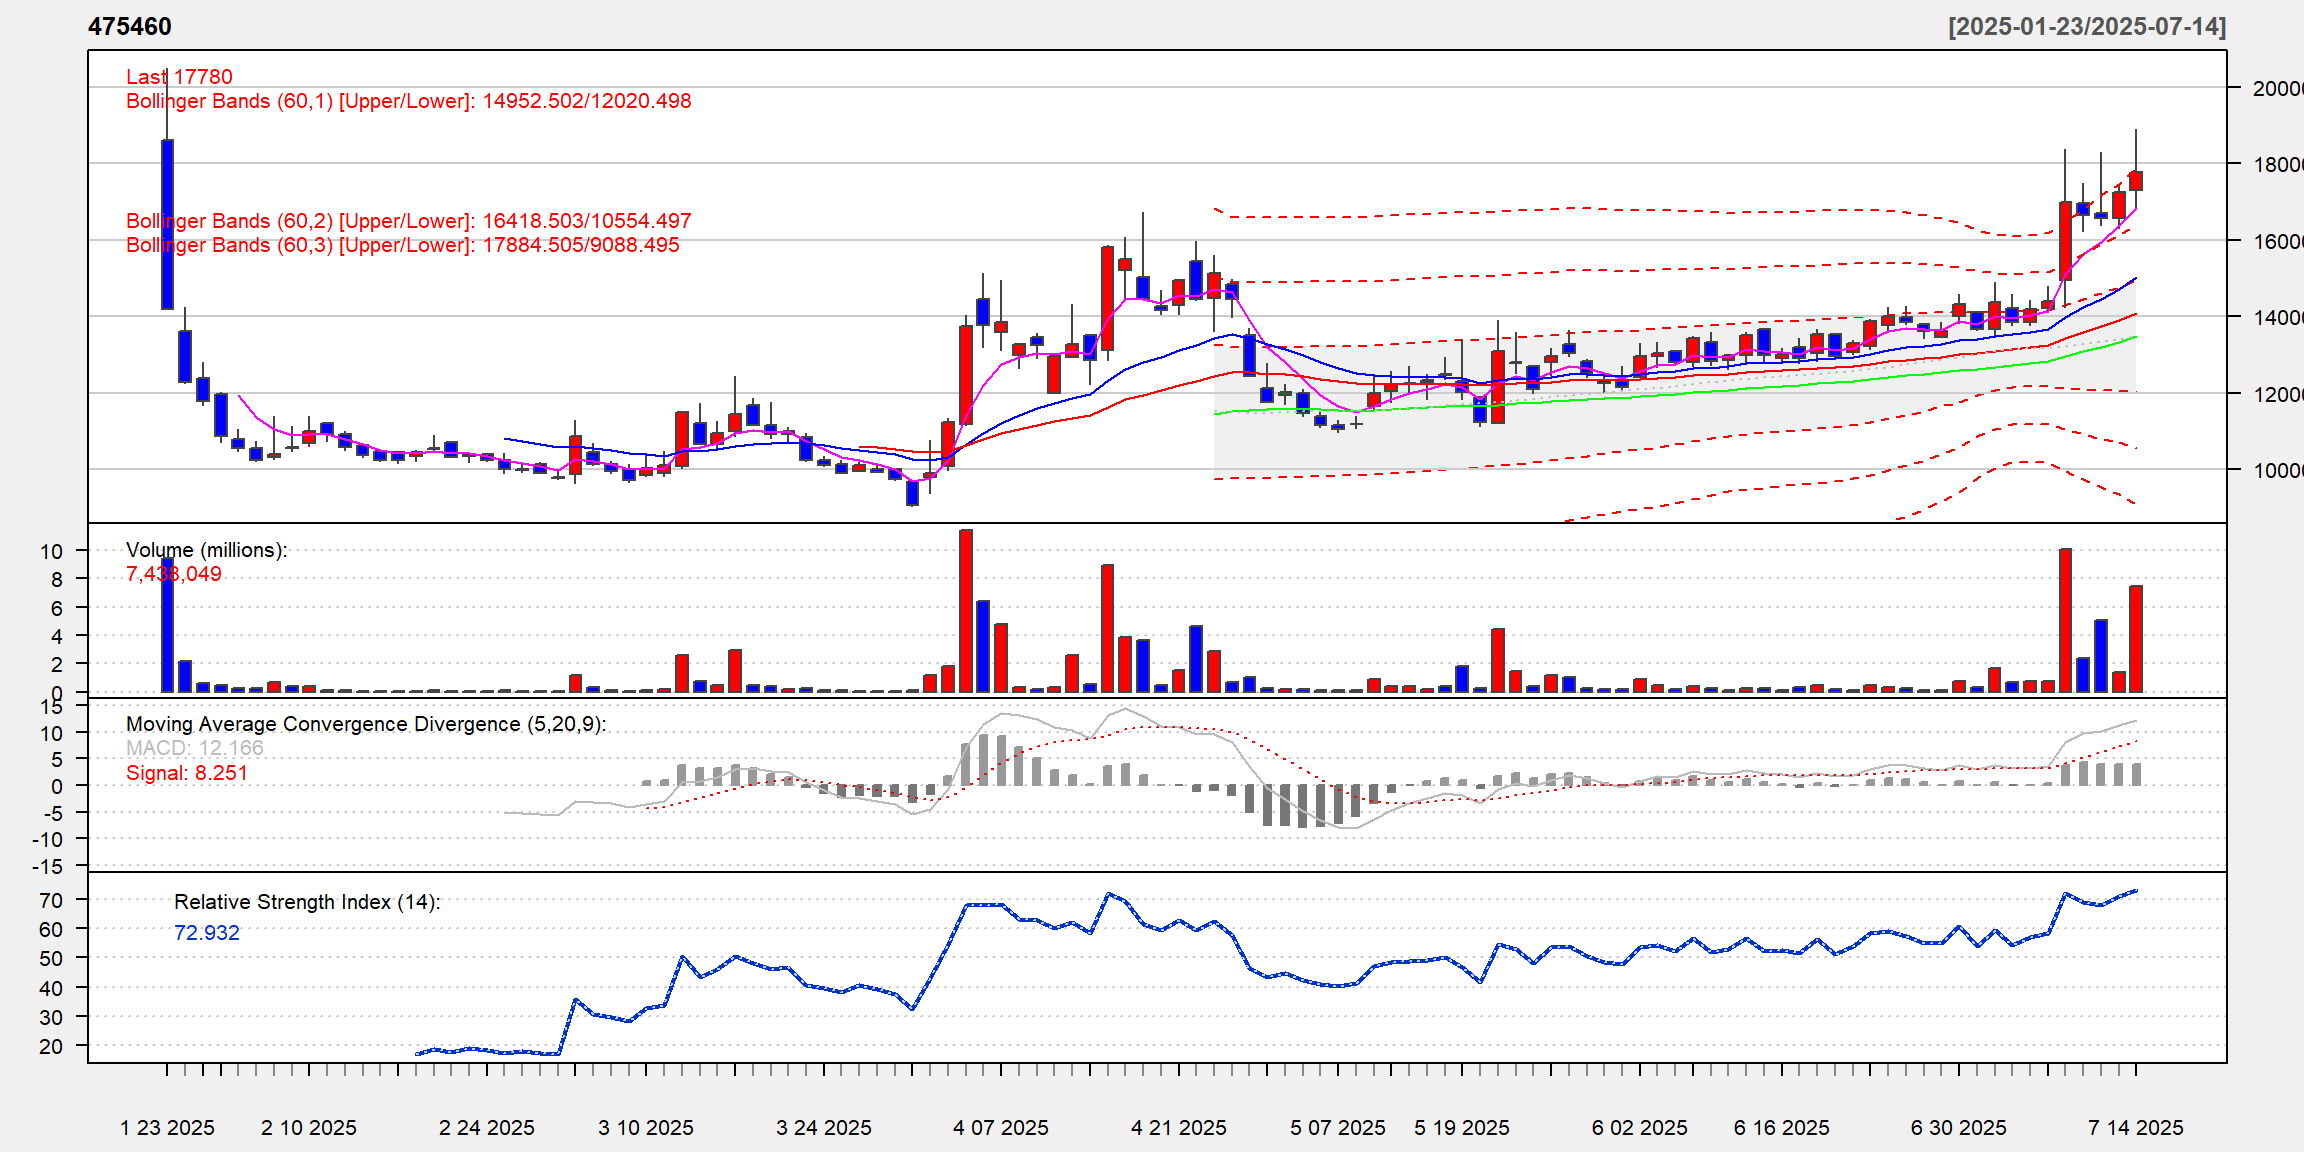 475460
[2025-01-23/2025-07-14]
Last 17780
Bollinger Bands (60,1) [Upper/Lower]: 14952.502/12020.498
Bollinger Bands (60,2) [Upper/Lower]: 16418.503/10554.497
Bollinger Bands (60,3) [Upper/Lower]: 17884.505/9088.495
20000
18000
16000
14000
12000
10000
Volume (millions):
7,433,049
10
8
6
4
2
0
Moving Average Convergence Divergence (5,20,9):
MACD: 12.166
Signal: 8.251
15
10
5
0
-5
-10
-15
Relative Strength Index (14):
72.932
70
60
50
40
30
20
1 23 2025
2 10 2025
2 24 2025
3 10 2025
3 24 2025
4 07 2025
4 21 2025
5 07 2025
5 19 2025
6 02 2025
6 16 2025
6 30 2025
7 14 2025